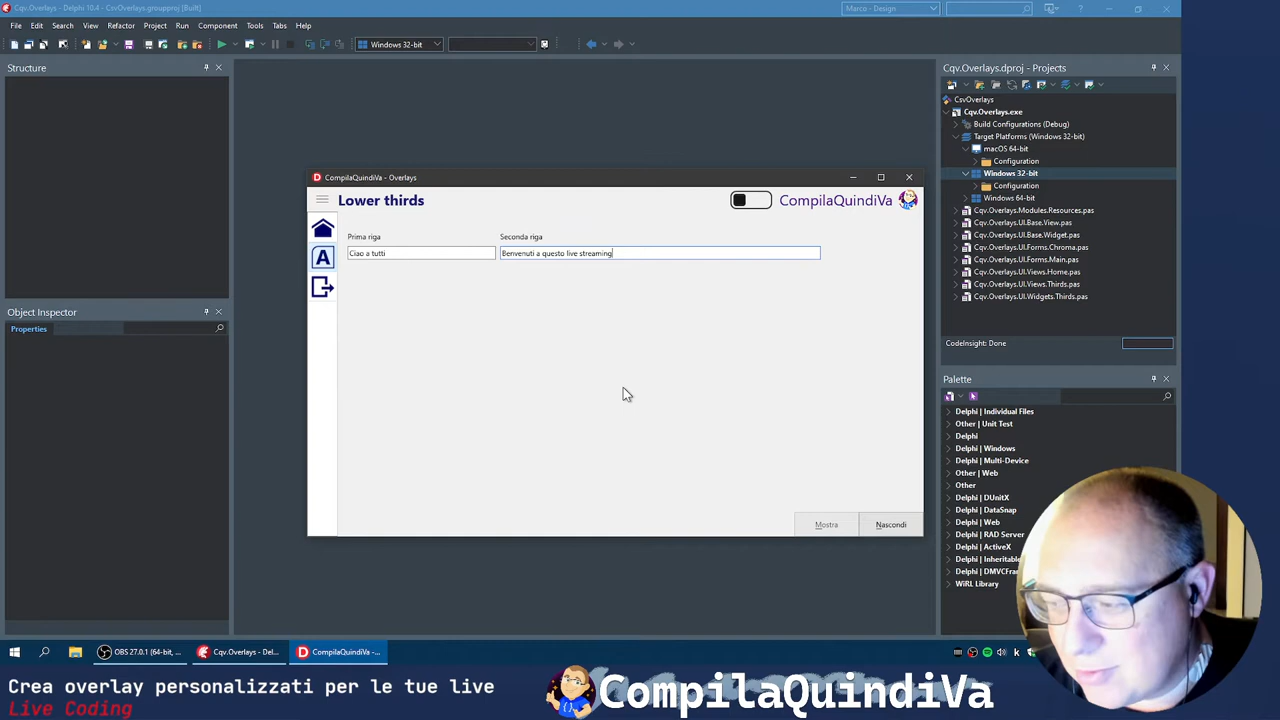 Cqv.Overlays - Delphi 10.4 - CsvOverlays.groupproj [Built]
Marco - Design
File Edit Search View Refactor Project Run Component Tools Tabs Help
Windows 32-bit
Structure
Object Inspector
Properties
CompilaQuindiVa - Overlays
Lower thirds
CompilaQuindiVa
Prima riga
Seconda riga
Ciao a tutti
Benvenuti a questo live streaming
A
Mostra
Nascondi
Cqv.Overlays.dproj - Projects
CsvOverlays
Cqv.Overlays.exe
Build Configurations (Debug)
Target Platforms (Windows 32-bit)
macOS 64-bit
Configuration
Windows 32-bit
Configuration
Windows 64-bit
Cqv.Overlays.Modules.Resources.pas
Cqv.Overlays.UI.Base.View.pas
Cqv.Overlays.UI.Base.Widget.pas
Cqv.Overlays.UI.Forms.Chroma.pas
Cqv.Overlays.UI.Forms.Main.pas
Cqv.Overlays.UI.Views.Home.pas
Cqv.Overlays.UI.Views.Thirds.pas
Cqv.Overlays.UI.Widgets.Thirds.pas
CodeInsight: Done
Palette
Delphi | Individual Files
Other | Unit Test
Delphi
Delphi | Windows
Delphi | Multi-Device
Other | Web
Other
Delphi | DUnitX
Delphi | DataSnap
Delphi | Web
Delphi | RAD Server
Delphi | ActiveX
Delphi | Inheritable
Delphi | DMVCFram
WiRL Library
OBS 27.0.1 (64-bit, ...
Cqv.Overlays - Del...
CompilaQuindiVa -...
Crea overlay personalizzati per le tue live
Live Coding
CompilaQuindiVa